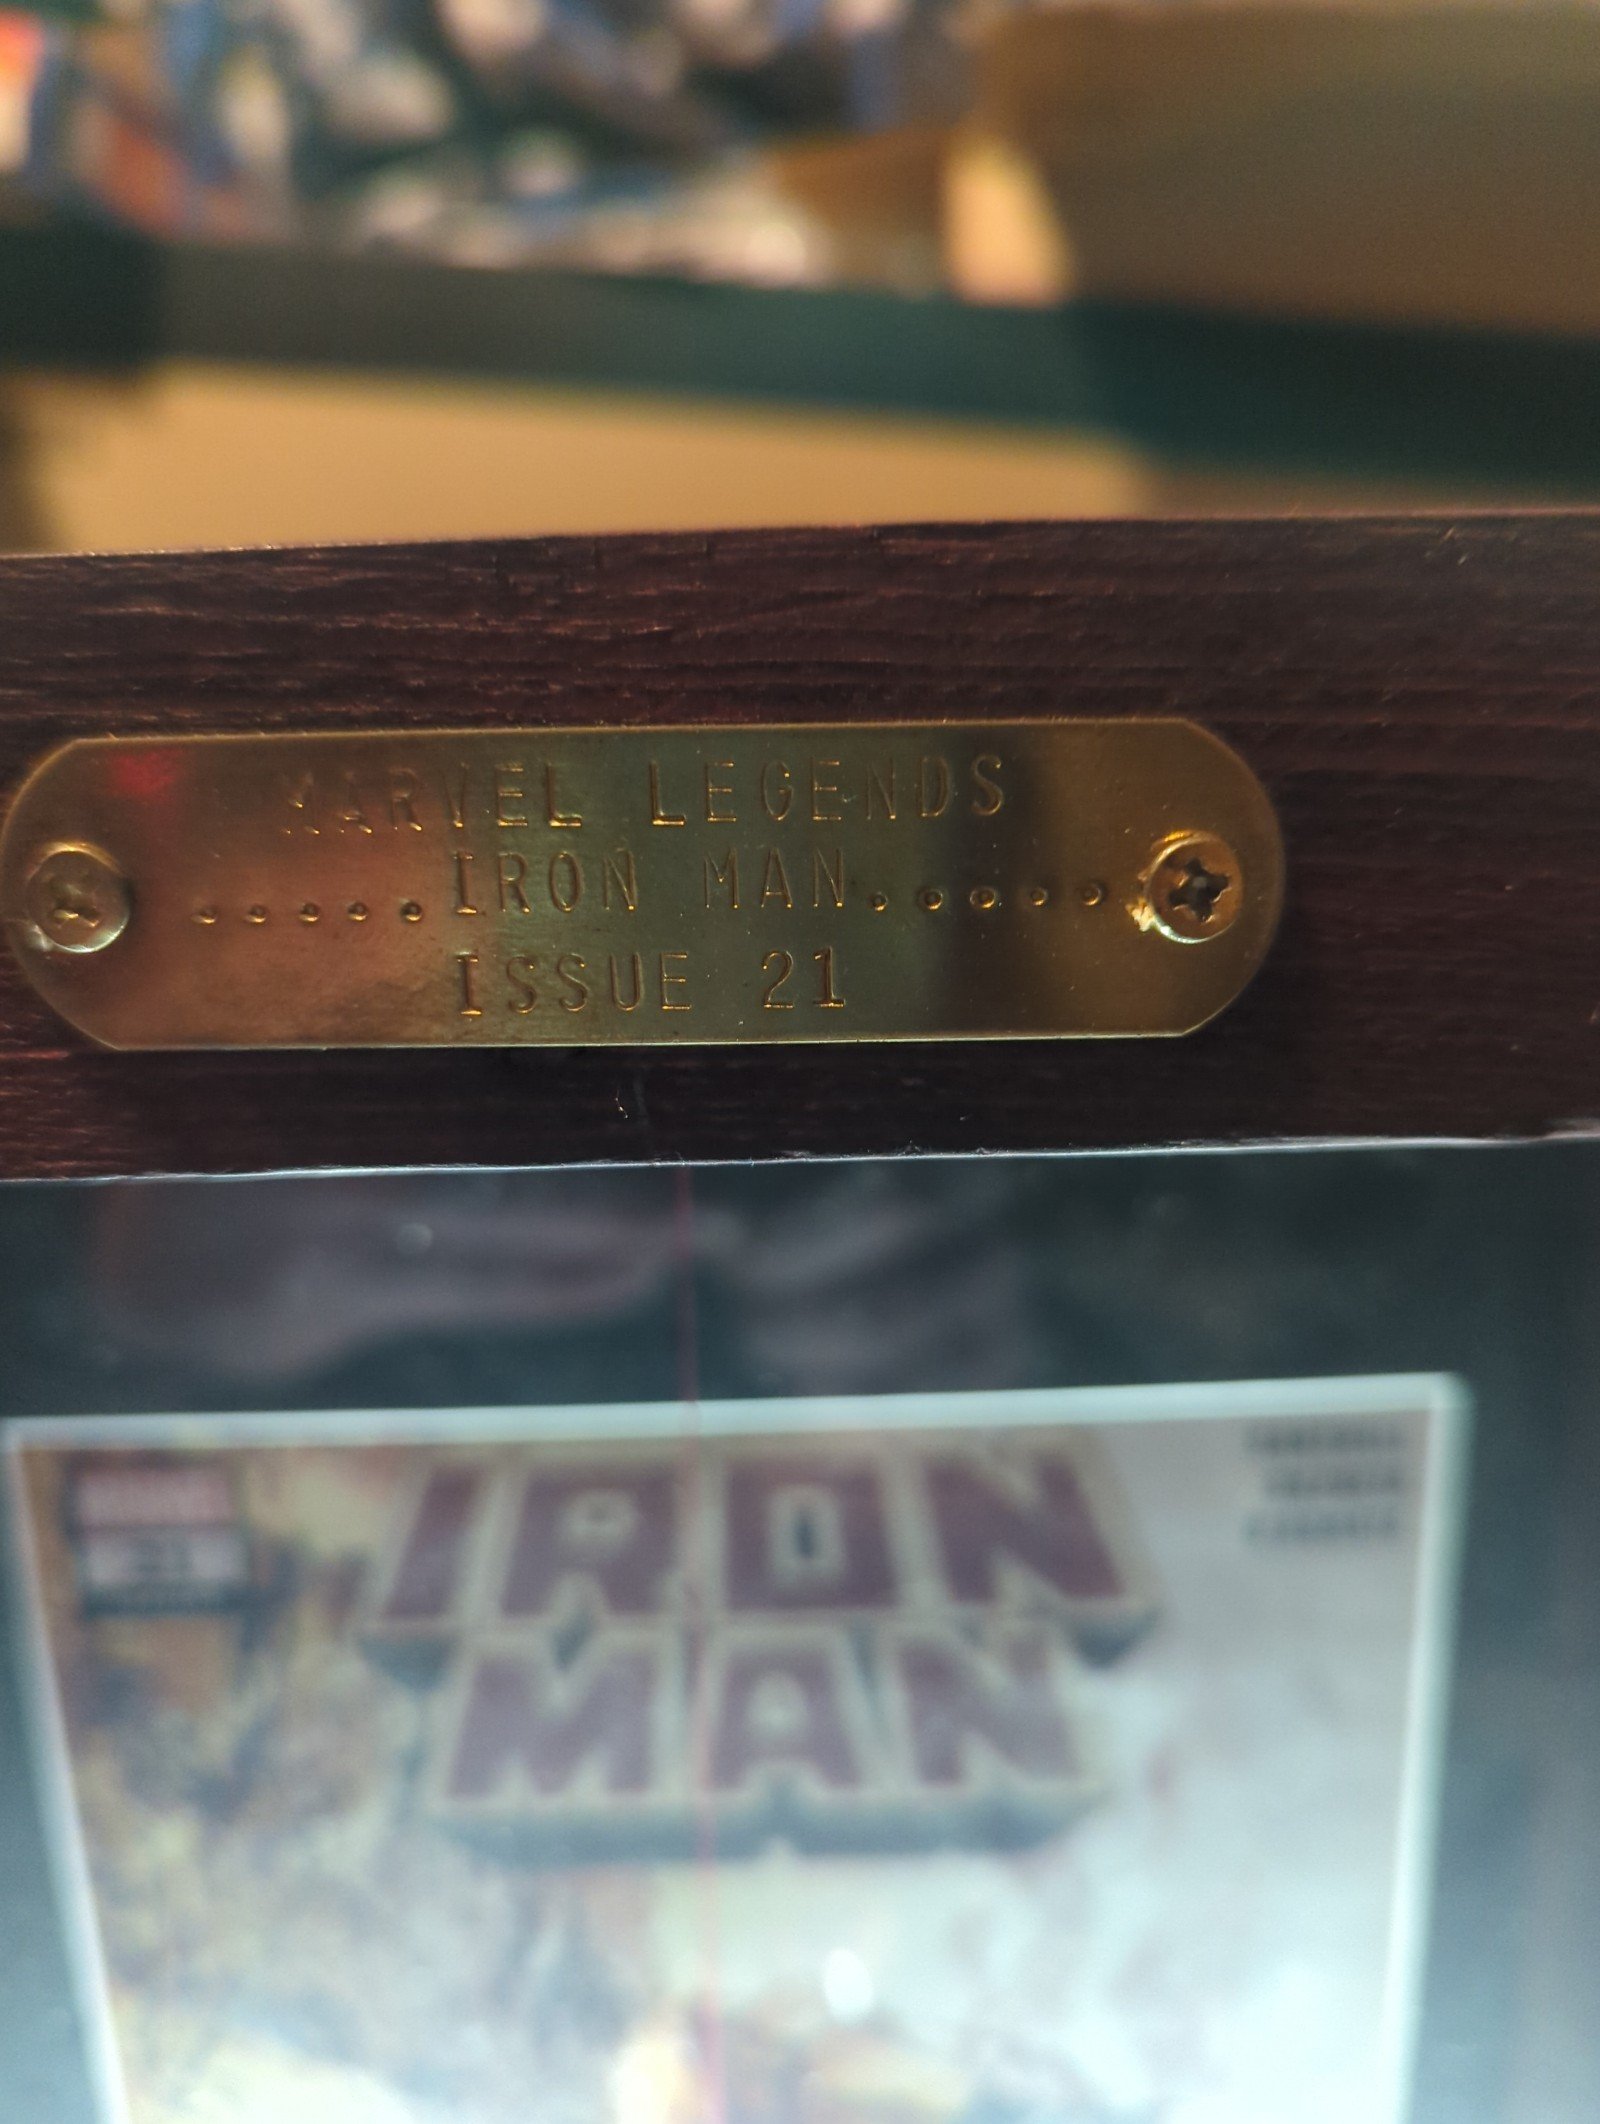 MARVEL LEGENDS
.....IRON MAN.....
ISSUE 21
IRON
MAN